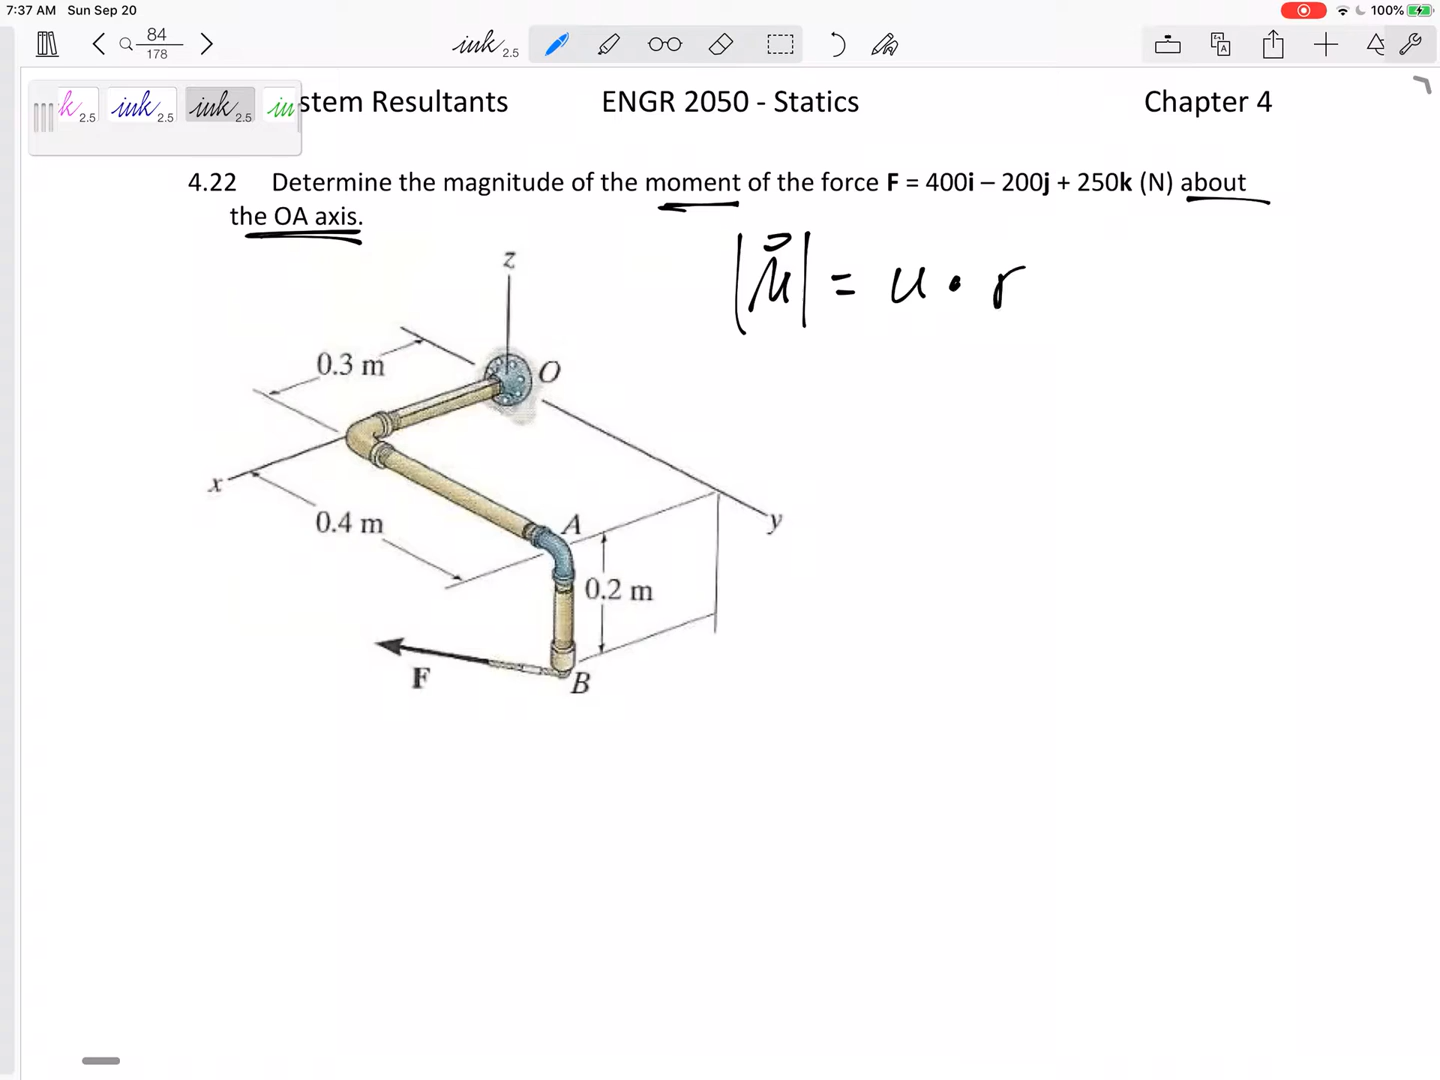 7:37 AM Sun Sep 20
100%
84
178
ink 2.5
k 2.5 ink 2.5 ink 2.5 in
stem Resultants ENGR 2050 - Statics Chapter 4
4.22 Determine the magnitude of the moment of the force F = 400i – 200j + 250k (N) about
the OA axis.
|M⃗| = u • r
z
0.3 m
O
x
0.4 m
A
y
0.2 m
F
B